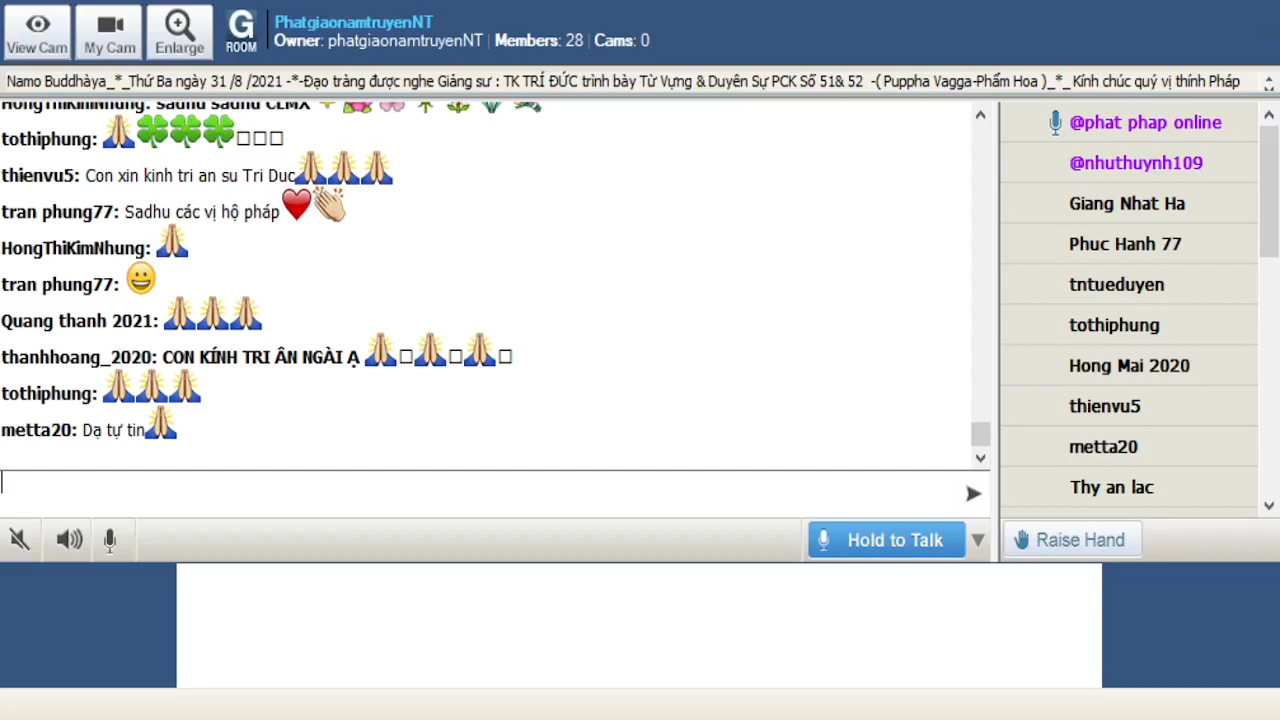 PhatgiaonamtruyenNT
View Cam My Cam Enlarge G ROOM Owner: phatgiaonamtruyenNT | Members: 28 | Cams: 0
Namo Buddhàya_*_Thứ Ba ngày 31 /8 /2021 -*-Đạo tràng được nghe Giảng sư : TK TRÍ ĐỨC trình bày Từ Vựng & Duyên Sự PCK Số 51& 52 -( Puppha Vagga-Phẩm Hoa )_*_ Kính chúc quý vị thính Pháp
HongThiKimNhung: sadhu sadhu CLMX
tothiphung: 🙏🍀🍀🍀□□□
thienvu5: Con xin kinh tri an su Tri Duc🙏🙏🙏
tran phung77: Sadhu các vị hộ pháp ❤️👏
HongThiKimNhung: 🙏
tran phung77: 😀
Quang thanh 2021: 🙏🙏🙏
thanhhoang_2020: CON KÍNH TRI ÂN NGÀI Ạ 🙏□🙏□🙏□
tothiphung: 🙏🙏🙏
metta20: Dạ tự tin🙏
@phat phap online
@nhuthuynh109
Giang Nhat Ha
Phuc Hanh 77
tntueduyen
tothiphung
Hong Mai 2020
thienvu5
metta20
Thy an lac
Hold to Talk
Raise Hand